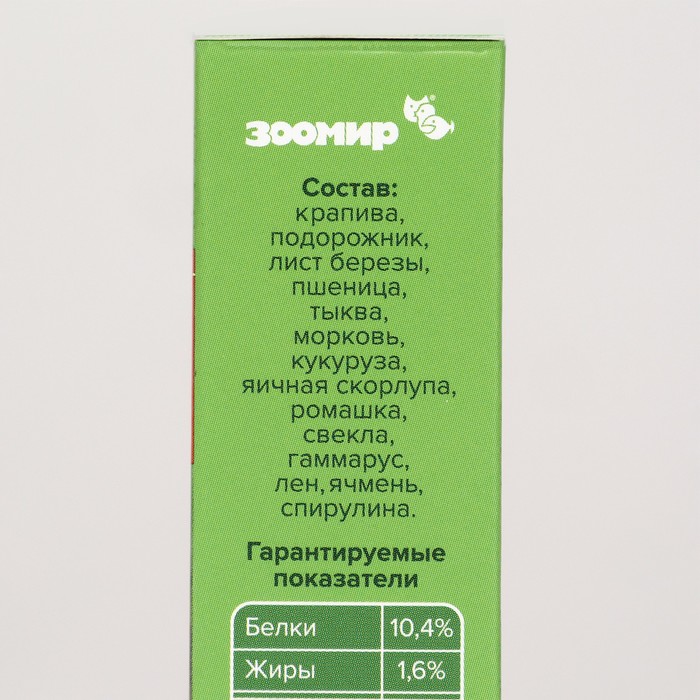 зоомир
Состав:
крапива,
подорожник,
лист березы,
пшеница,
тыква,
морковь,
кукуруза,
яичная скорлупа,
ромашка,
свекла,
гаммарус,
лен, ячмень,
спирулина.
Гарантируемые
показатели
Белки 10,4%
Жиры 1,6%